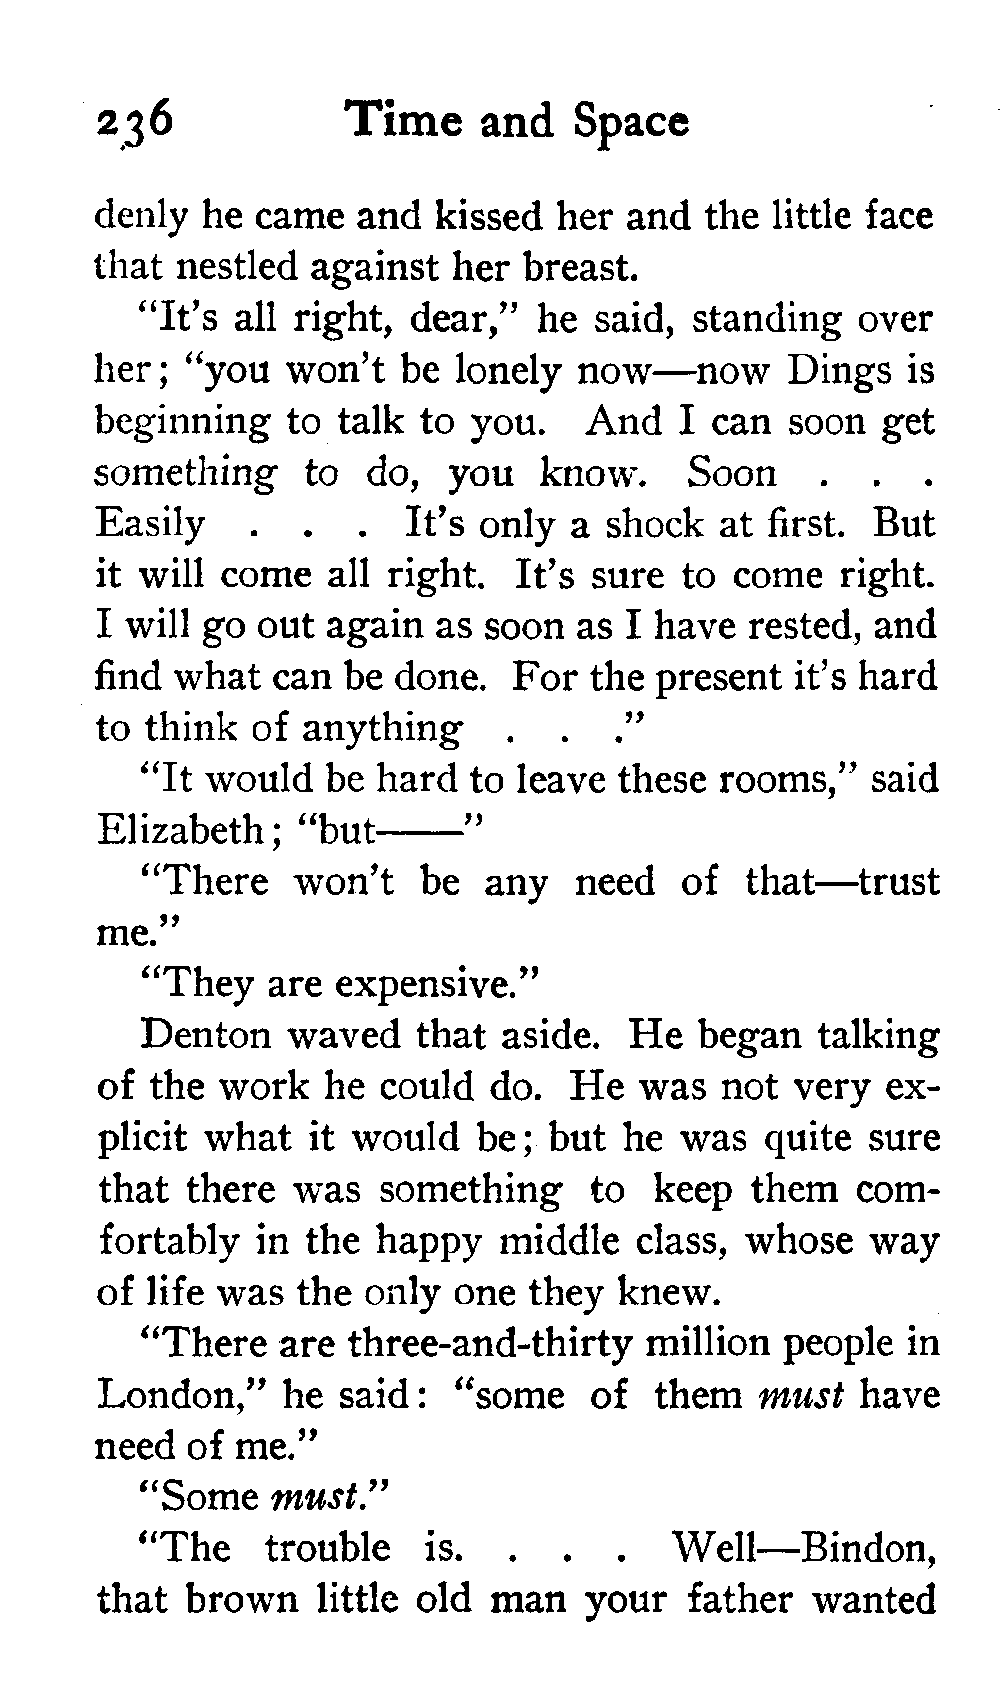 236 Time and Space
denly he came and kissed her and the little face
that nestled against her breast.
“It’s all right, dear,” he said, standing over
her; “you won’t be lonely now—now Dings is
beginning to talk to you. And I can soon get
something to do, you know. Soon . . .
Easily . . . It’s only a shock at first. But
it will come all right. It’s sure to come right.
I will go out again as soon as I have rested, and
find what can be done. For the present it’s hard
to think of anything . . .”
“It would be hard to leave these rooms,” said
Elizabeth; “but——”
“There won’t be any need of that—trust
me.”
“They are expensive.”
Denton waved that aside. He began talking
of the work he could do. He was not very ex-
plicit what it would be; but he was quite sure
that there was something to keep them com-
fortably in the happy middle class, whose way
of life was the only one they knew.
“There are three-and-thirty million people in
London,” he said: “some of them must have
need of me.”
“Some must.”
“The trouble is. . . . Well—Bindon,
that brown little old man your father wanted